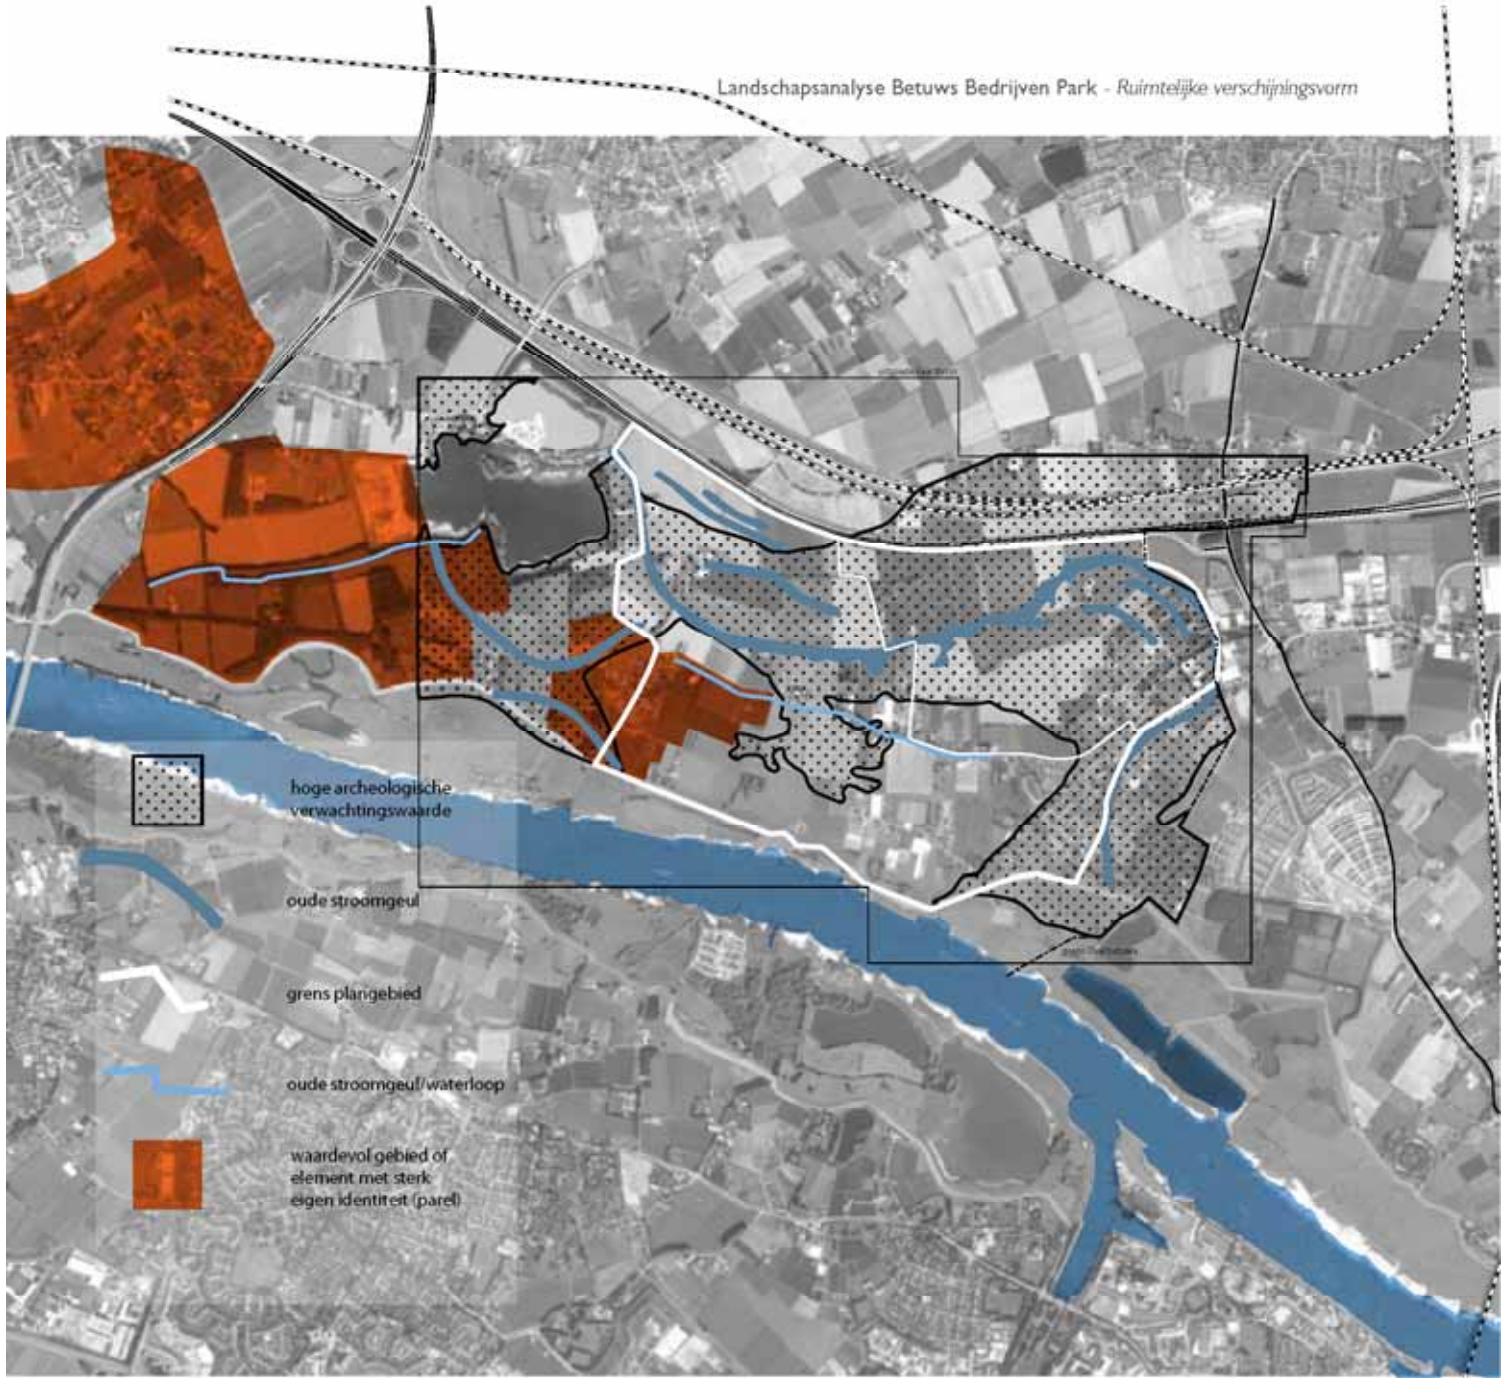 Landschapsanalyse Betuws Bedrijven Park - Ruimtelijke verschijningsvorm
hoge archeologische
verwachtingswaarde
oude stroomgeul
grens plangebied
oude stroomgeul/waterloop
waardevol gebied of
element met sterk
eigen identiteit (parel)